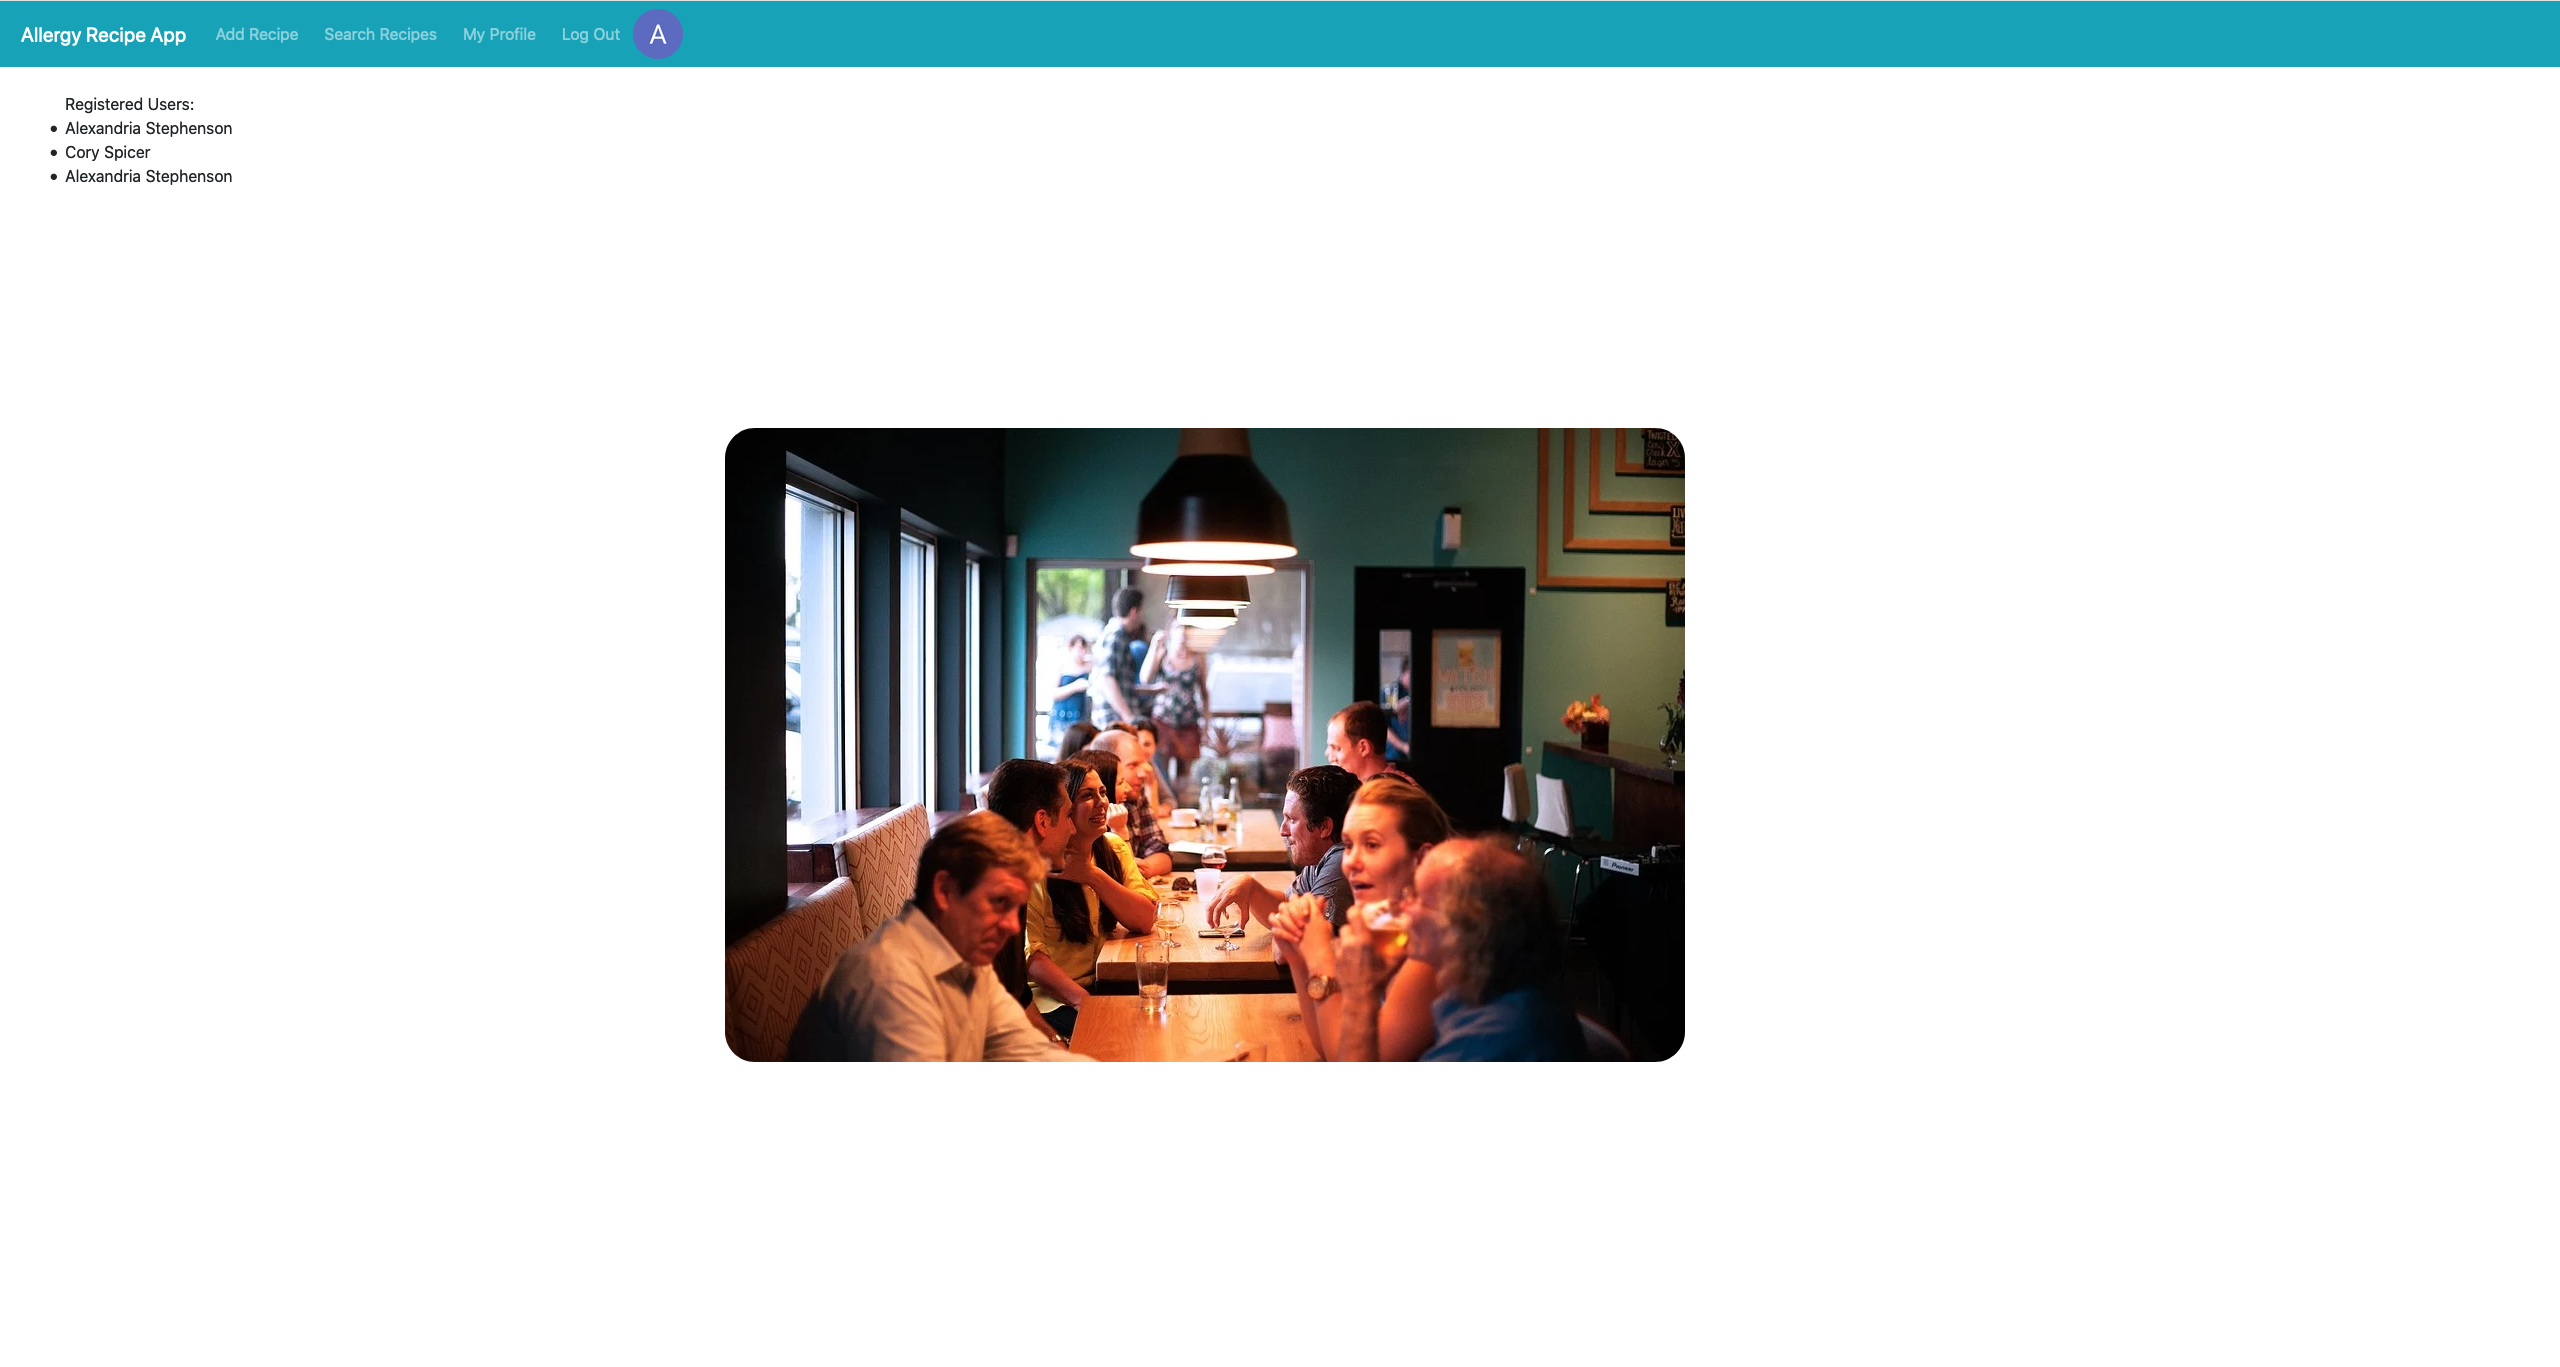 Allergy Recipe App Add Recipe Search Recipes My Profile Log Out A
Registered Users:
Alexandria Stephenson
Cory Spicer
Alexandria Stephenson
Pioneer